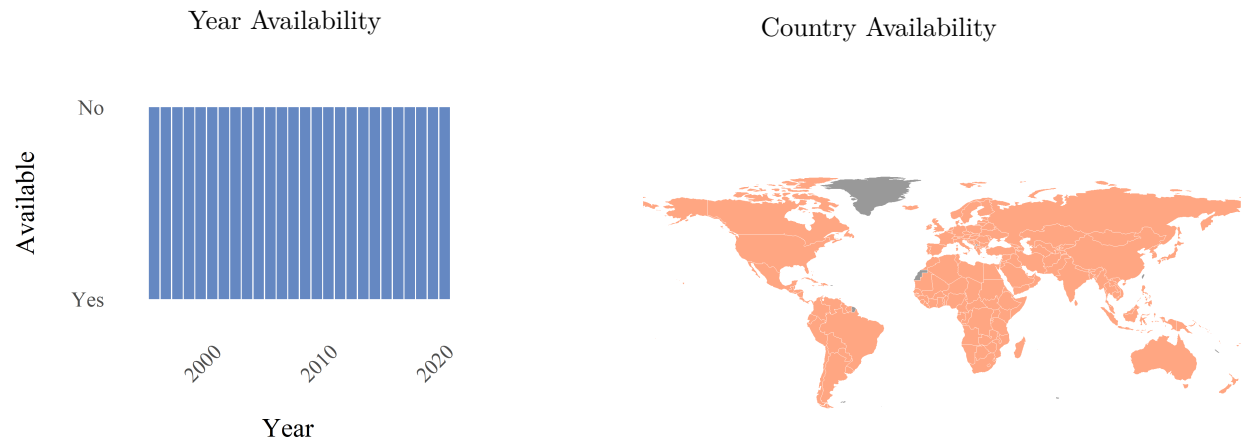 Year Availability
No
Available
Yes
2000
2010
2020
Year
Country Availability